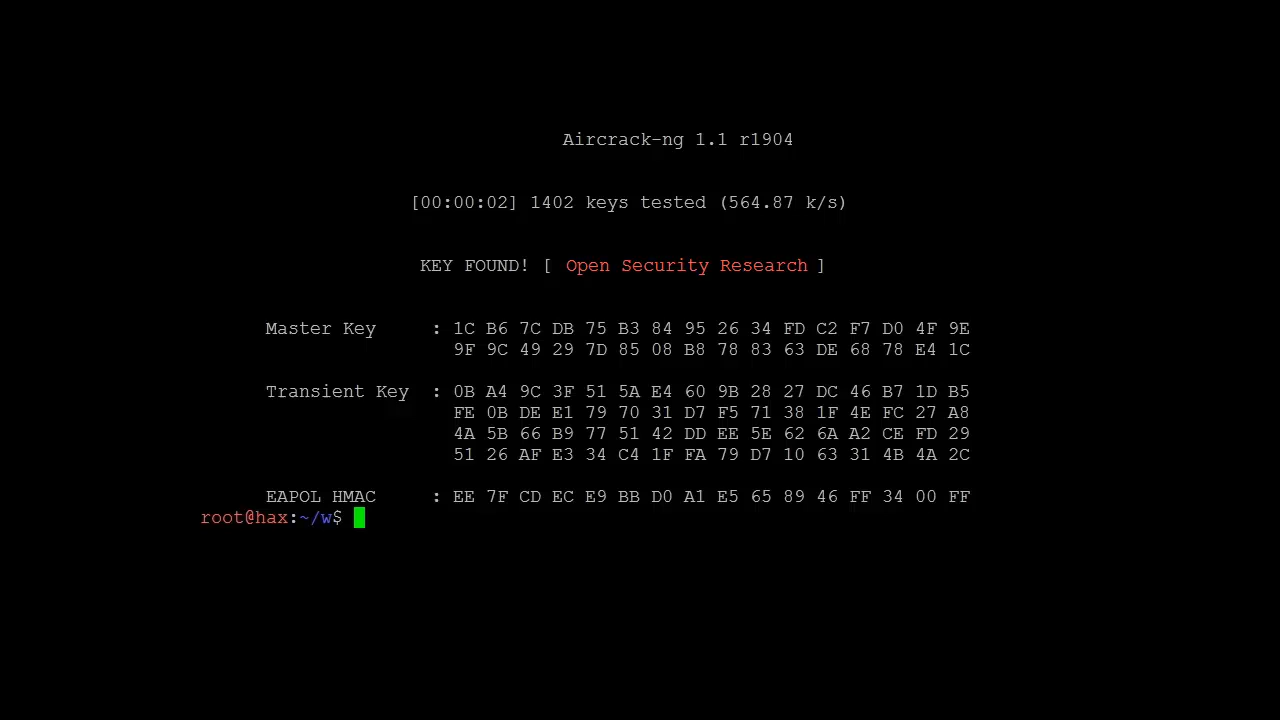 Aircrack-ng 1.1 r1904
[00:00:02] 1402 keys tested (564.87 k/s)
KEY FOUND! [ Open Security Research ]
Master Key : 1C B6 7C DB 75 B3 84 95 26 34 FD C2 F7 D0 4F 9E
9F 9C 49 29 7D 85 08 B8 78 83 63 DE 68 78 E4 1C
Transient Key : 0B A4 9C 3F 51 5A E4 60 9B 28 27 DC 46 B7 1D B5
FE 0B DE E1 79 70 31 D7 F5 71 38 1F 4E FC 27 A8
4A 5B 66 B9 77 51 42 DD EE 5E 62 6A A2 CE FD 29
51 26 AF E3 34 C4 1F FA 79 D7 10 63 31 4B 4A 2C
EAPOL HMAC : EE 7F CD EC E9 BB D0 A1 E5 65 89 46 FF 34 00 FF
root@hax:~/w$